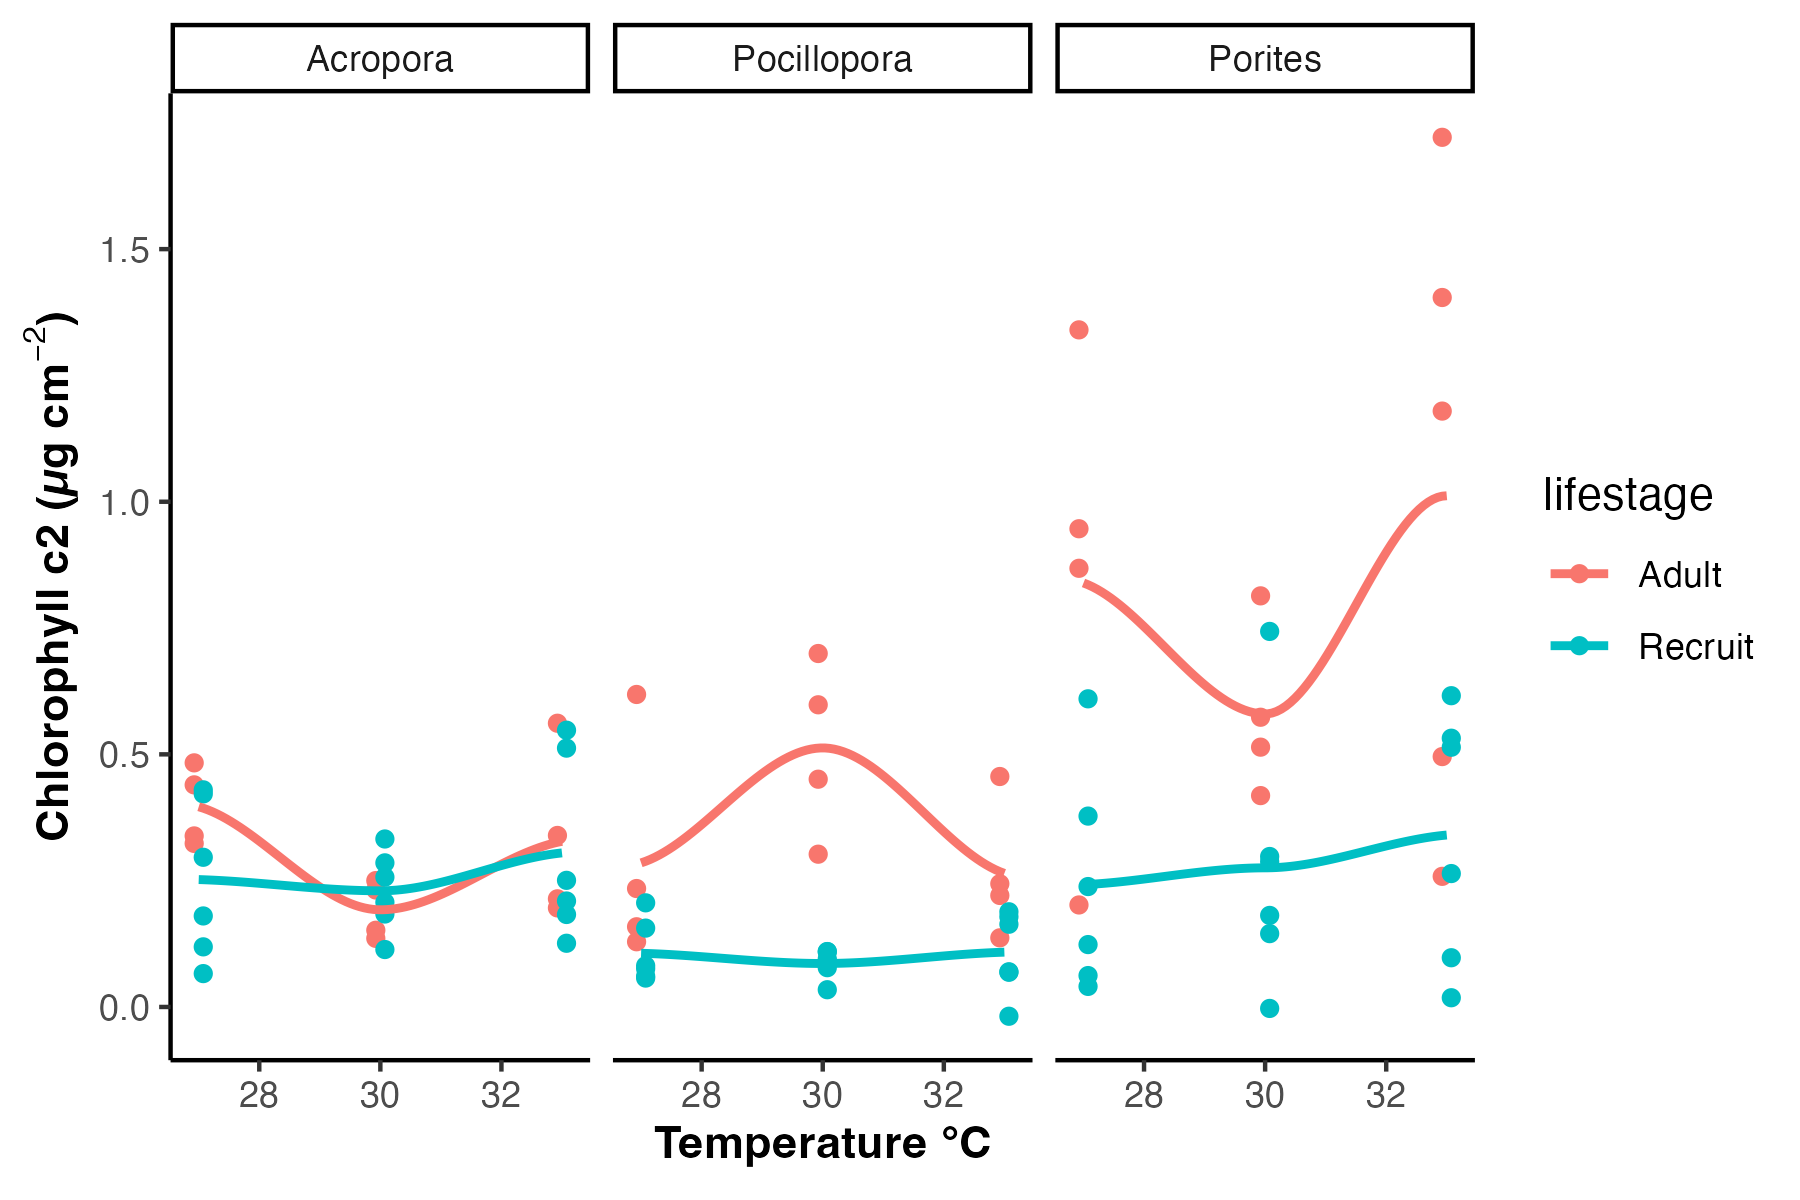 Acropora Pocillopora Porites
1.5
1.0
0.5
0.0
Chlorophyll c2 (µg cm⁻²)
28 30 32 28 30 32 28 30 32
Temperature °C
lifestage
Adult
Recruit